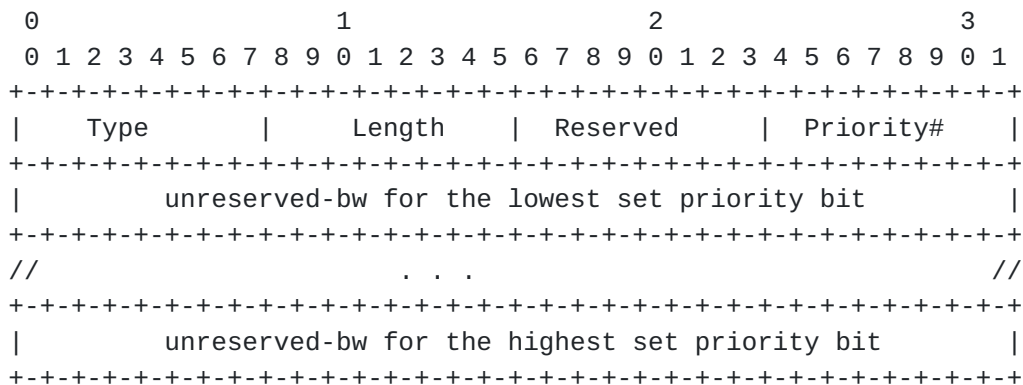 0                   1                   2                   3
0 1 2 3 4 5 6 7 8 9 0 1 2 3 4 5 6 7 8 9 0 1 2 3 4 5 6 7 8 9 0 1
+-+-+-+-+-+-+-+-+-+-+-+-+-+-+-+-+-+-+-+-+-+-+-+-+-+-+-+-+-+-+-+-+
|    Type       |     Length    |  Reserved     |  Priority#    |
+-+-+-+-+-+-+-+-+-+-+-+-+-+-+-+-+-+-+-+-+-+-+-+-+-+-+-+-+-+-+-+-+
|         unreserved-bw for the lowest set priority bit         |
+-+-+-+-+-+-+-+-+-+-+-+-+-+-+-+-+-+-+-+-+-+-+-+-+-+-+-+-+-+-+-+-+
//                       . . .                                 //
+-+-+-+-+-+-+-+-+-+-+-+-+-+-+-+-+-+-+-+-+-+-+-+-+-+-+-+-+-+-+-+-+
|         unreserved-bw for the highest set priority bit        |
+-+-+-+-+-+-+-+-+-+-+-+-+-+-+-+-+-+-+-+-+-+-+-+-+-+-+-+-+-+-+-+-+